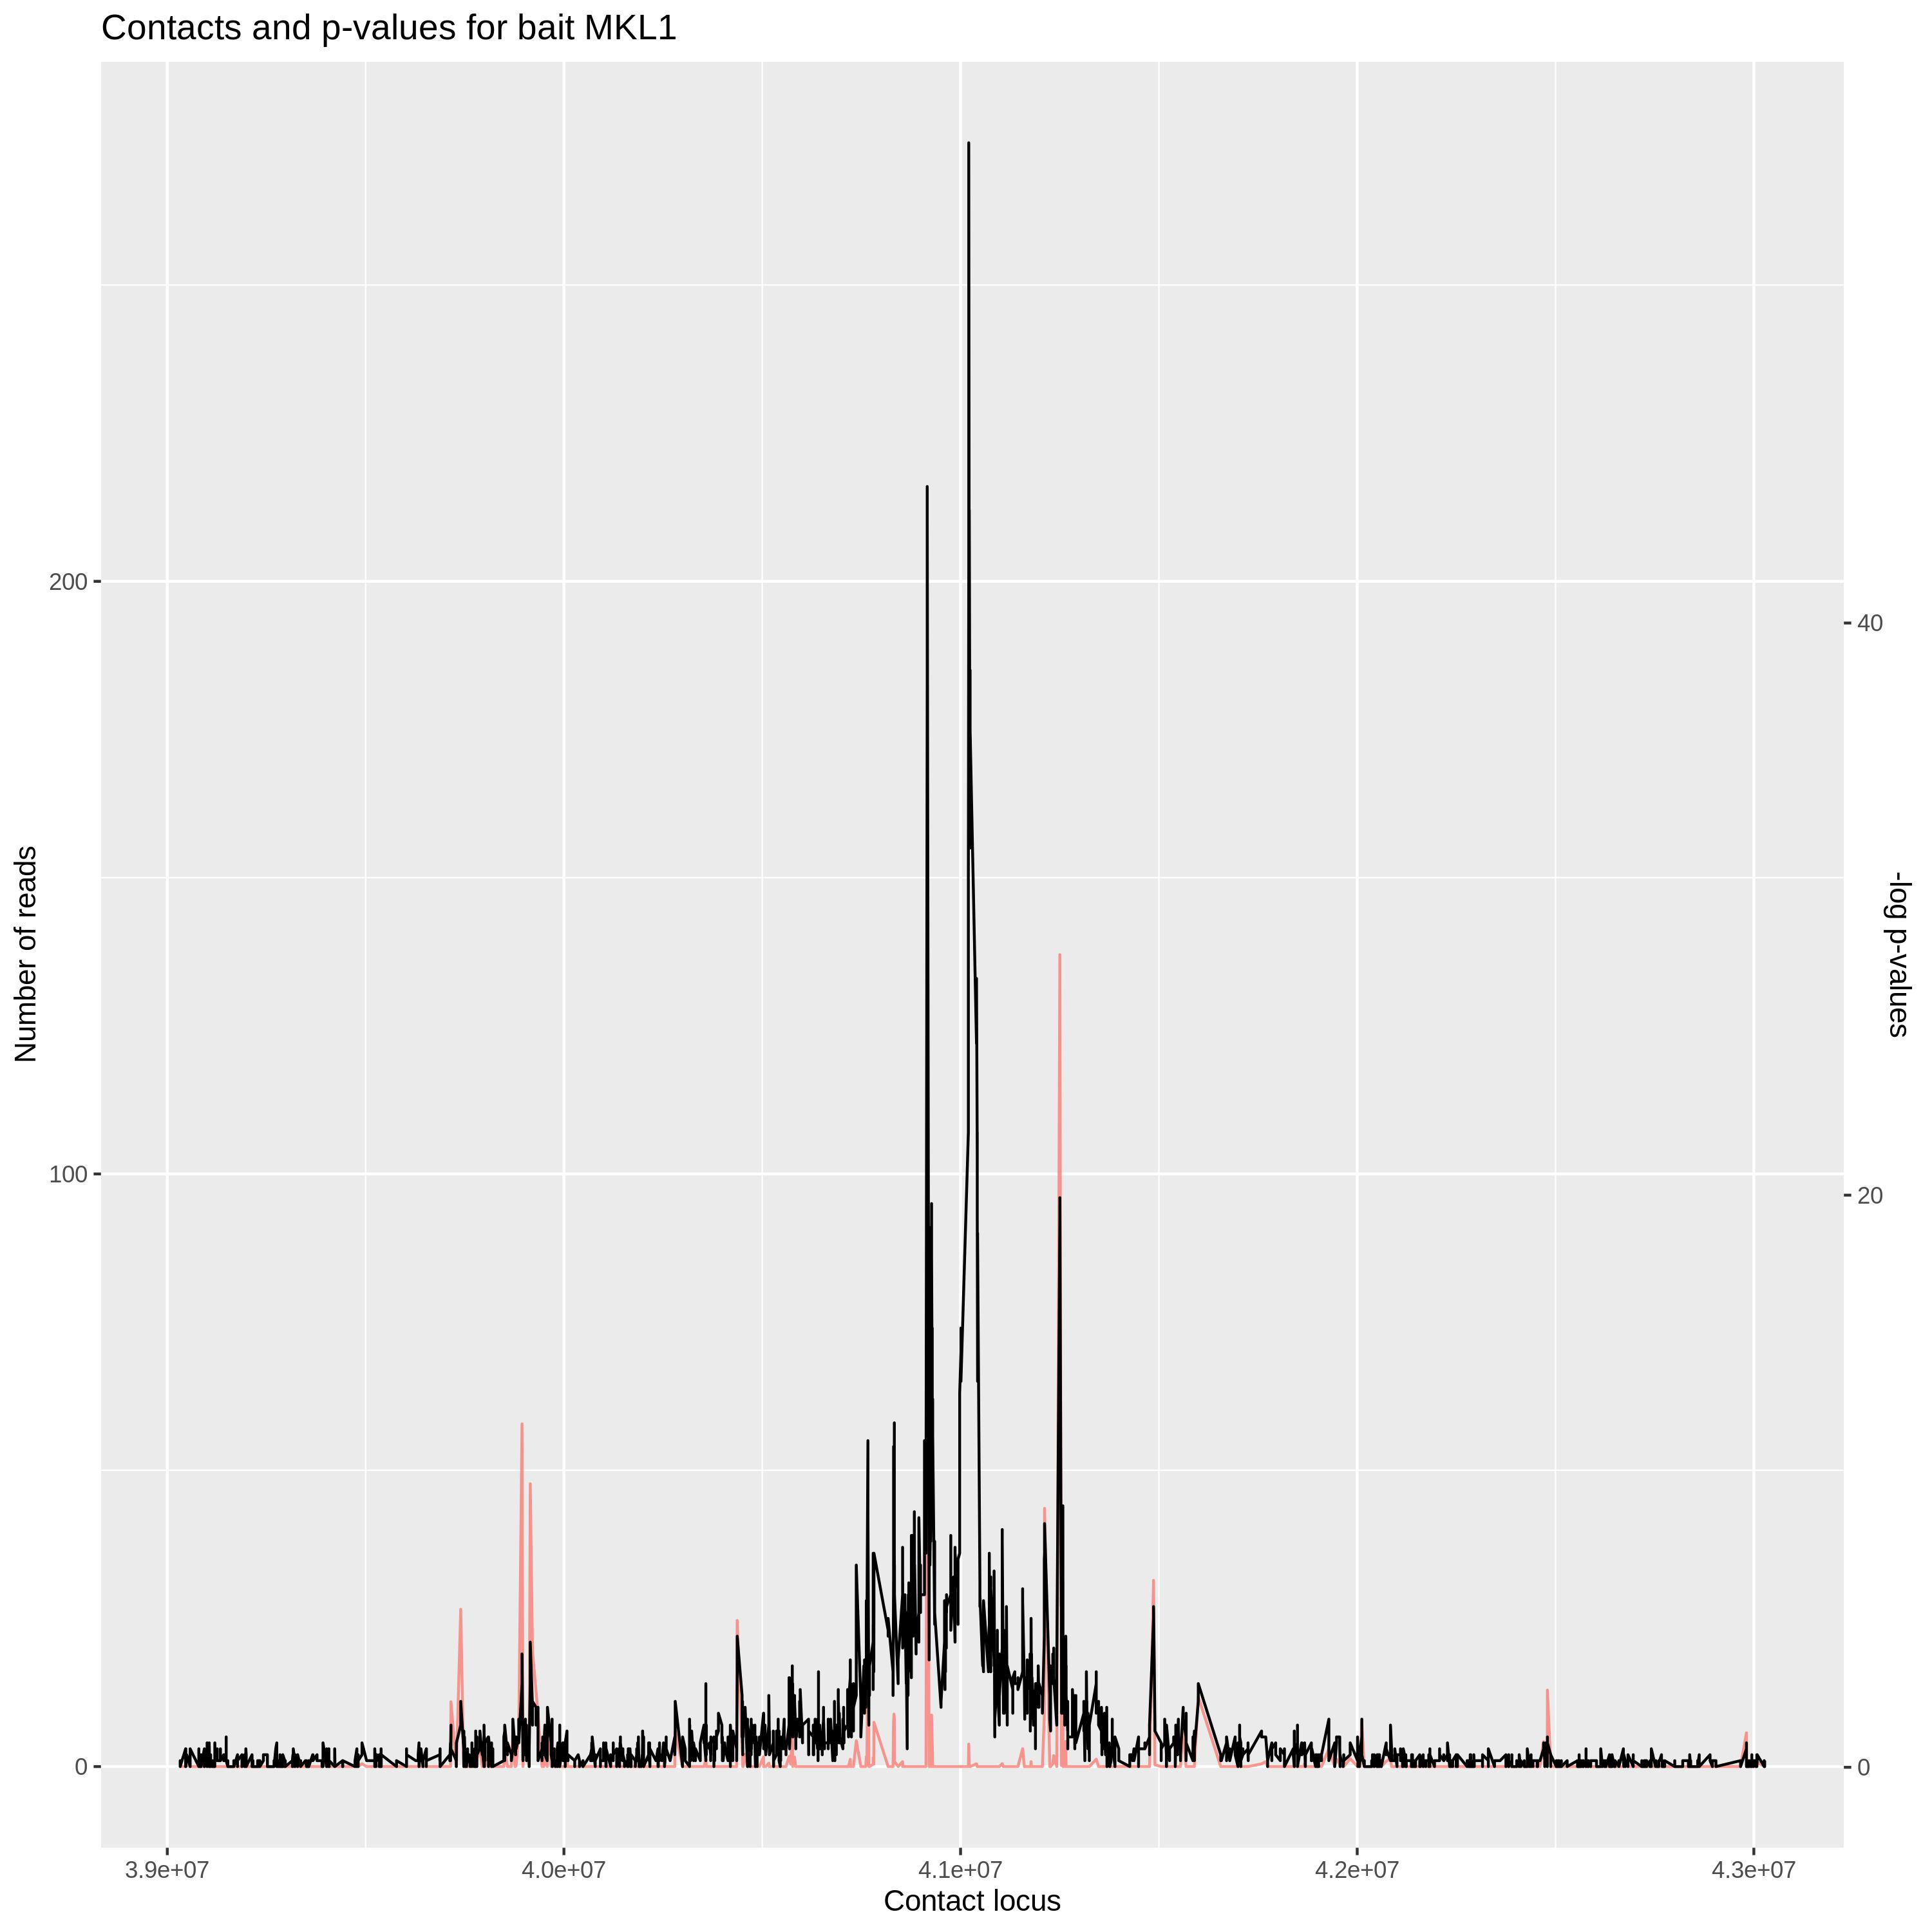 Contacts and p-values for bait MKL1
Number of reads
200
100
0
40
20
0
-log p-values
3.9e+07
4.0e+07
4.1e+07
4.2e+07
4.3e+07
Contact locus